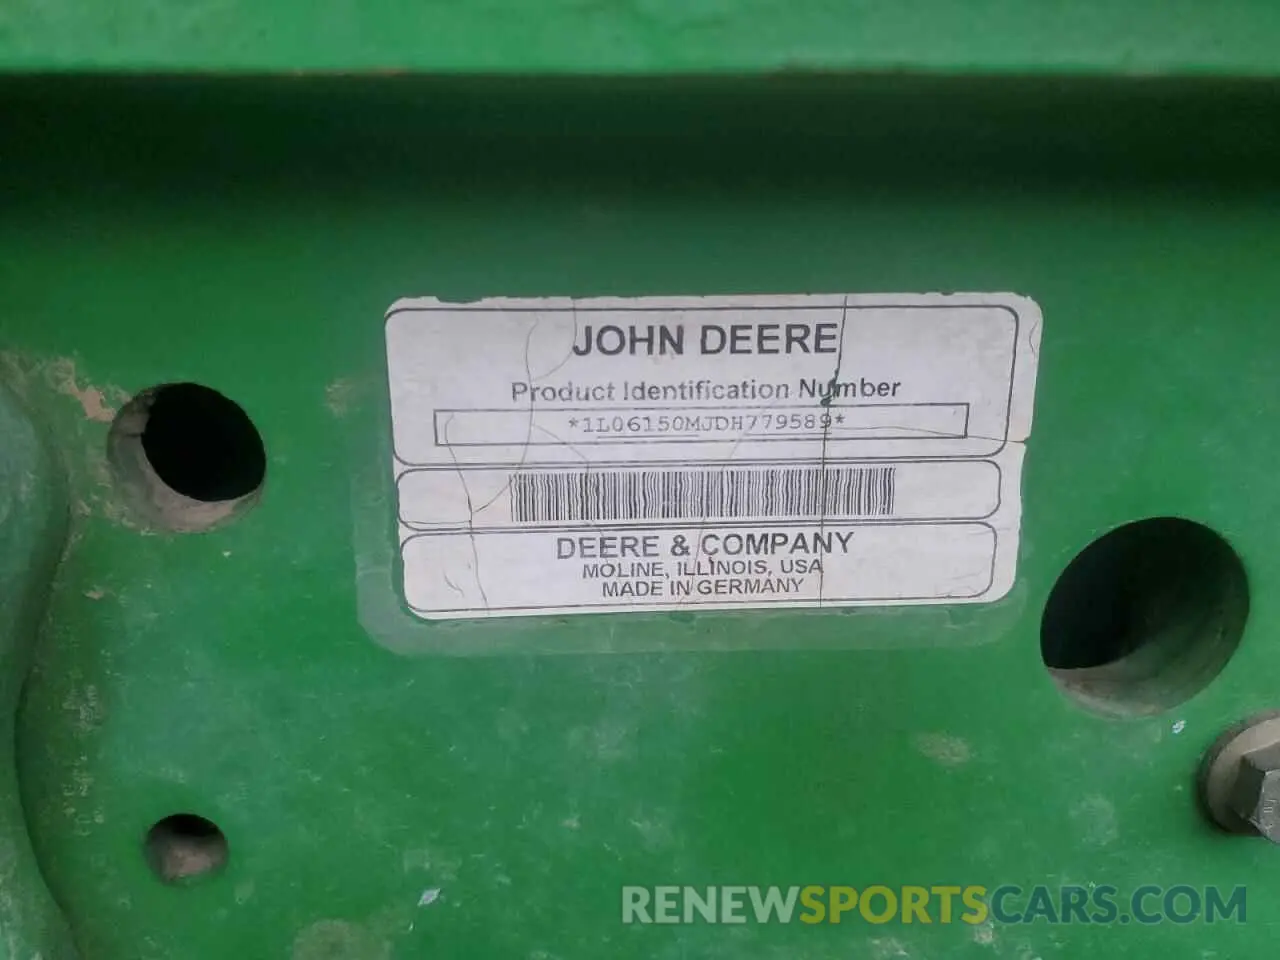 JOHN DEERE
Product Identification Number
*1L06150MJDH779589*
DEERE & COMPANY
MOLINE, ILLINOIS, USA
MADE IN GERMANY
RENEWSPORTSCARS.COM